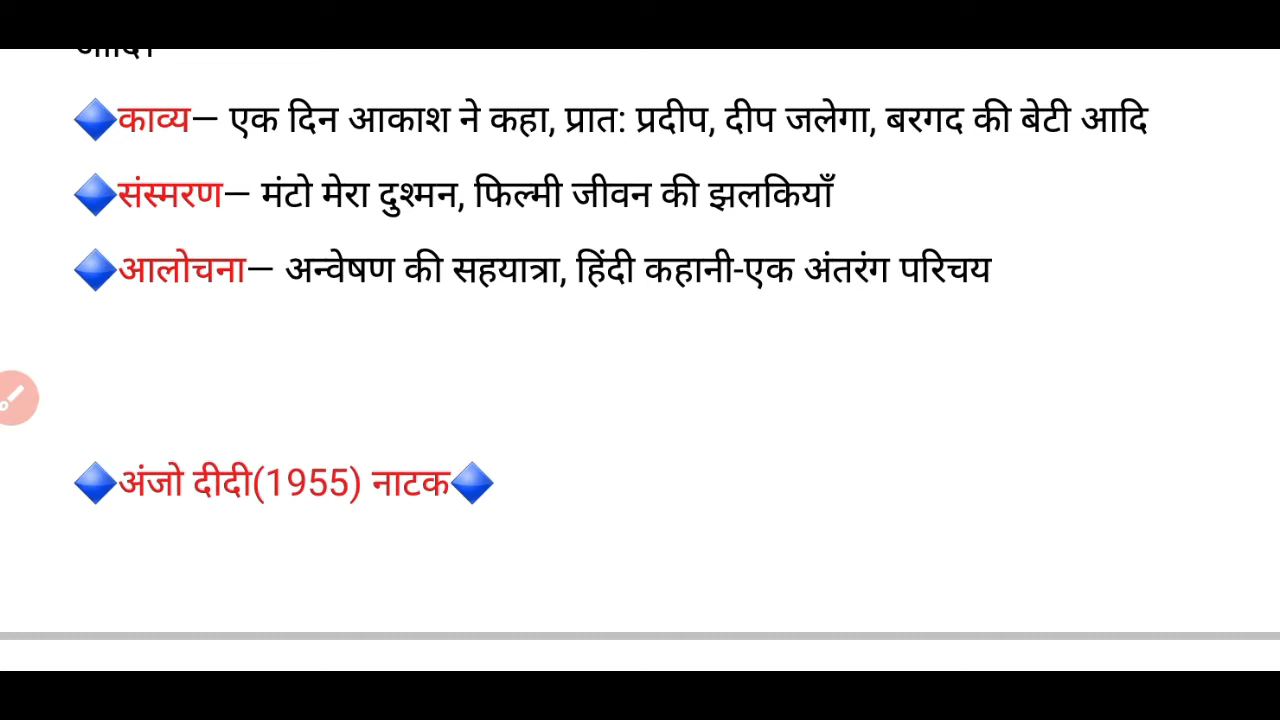 आदि।
🔷काव्य— एक दिन आकाश ने कहा, प्रात: प्रदीप, दीप जलेगा, बरगद की बेटी आदि
🔷संस्मरण— मंटो मेरा दुश्मन, फिल्मी जीवन की झलकियाँ
🔷आलोचना— अन्वेषण की सहयात्रा, हिंदी कहानी-एक अंतरंग परिचय
🔷अंजो दीदी(1955) नाटक🔷